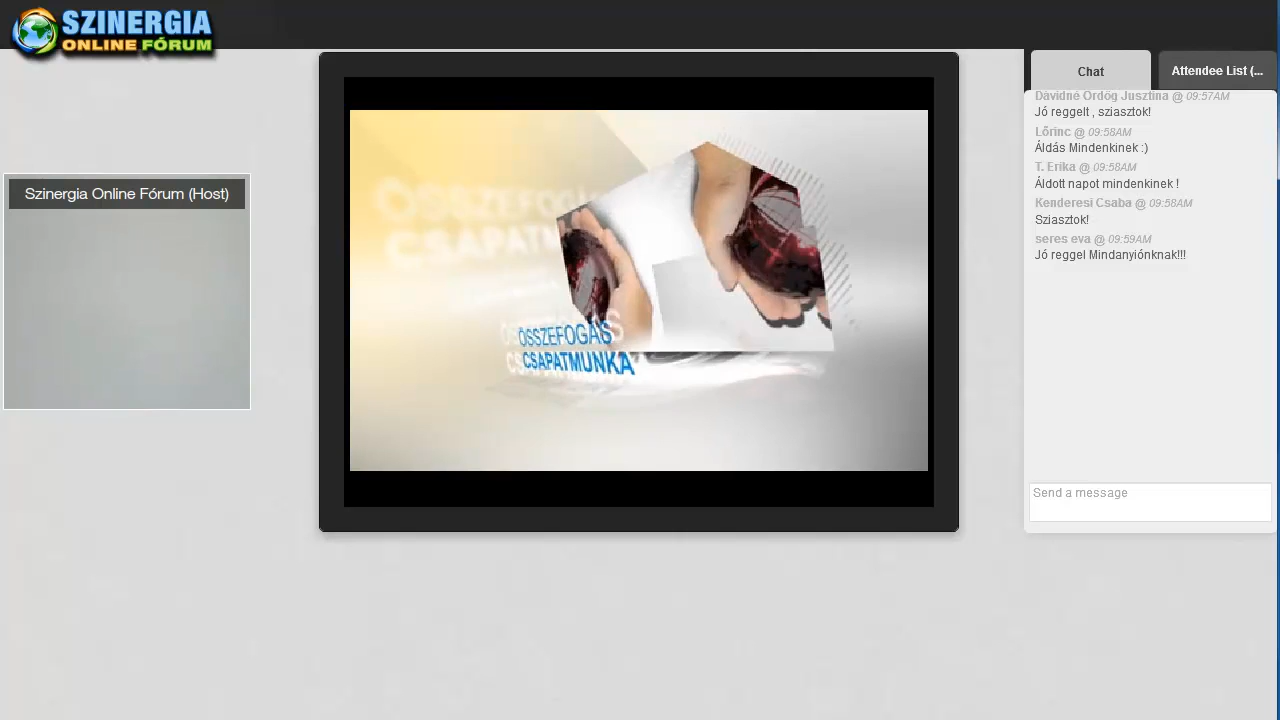 SZINERGIA
ONLINE FÓRUM
Szinergia Online Fórum (Host)
ÖSSZEFOGÁS
CSAPATMUNKA
ÖSSZEFOGÁS
CSAPATMUNKA
Chat
Attendee List (...
Dávidné Ördög Jusztina @ 09:57AM
Jó reggelt , sziasztok!
Lőrinc @ 09:58AM
Áldás Mindenkinek :)
T. Erika @ 09:58AM
Áldott napot mindenkinek !
Kenderesi Csaba @ 09:58AM
Sziasztok!
seres eva @ 09:59AM
Jó reggel Mindanyiónknak!!!
Send a message